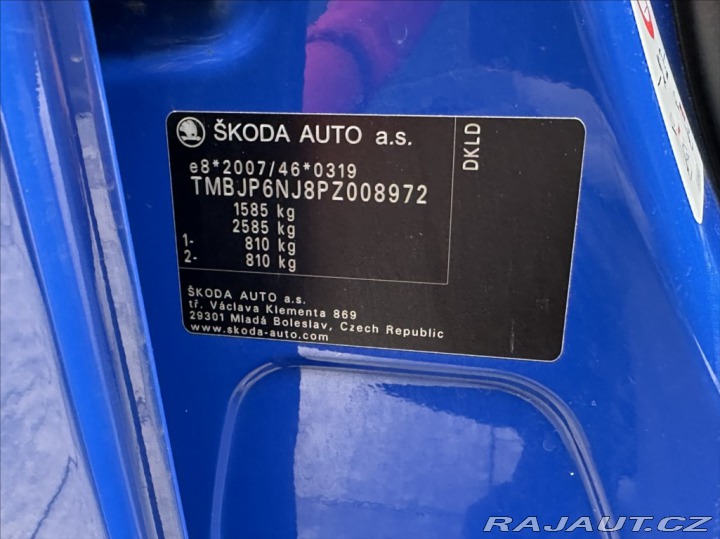 ŠKODA AUTO a.s.
DKLD
e8*2007/46*0319
TMBJP6NJ8PZ008972
1585 kg
2585 kg
1- 810 kg
2- 810 kg
ŠKODA AUTO a.s.
tř. Václava Klementa 869
29301 Mladá Boleslav, Czech Republic
www.skoda-auto.com
RAJAUT.CZ